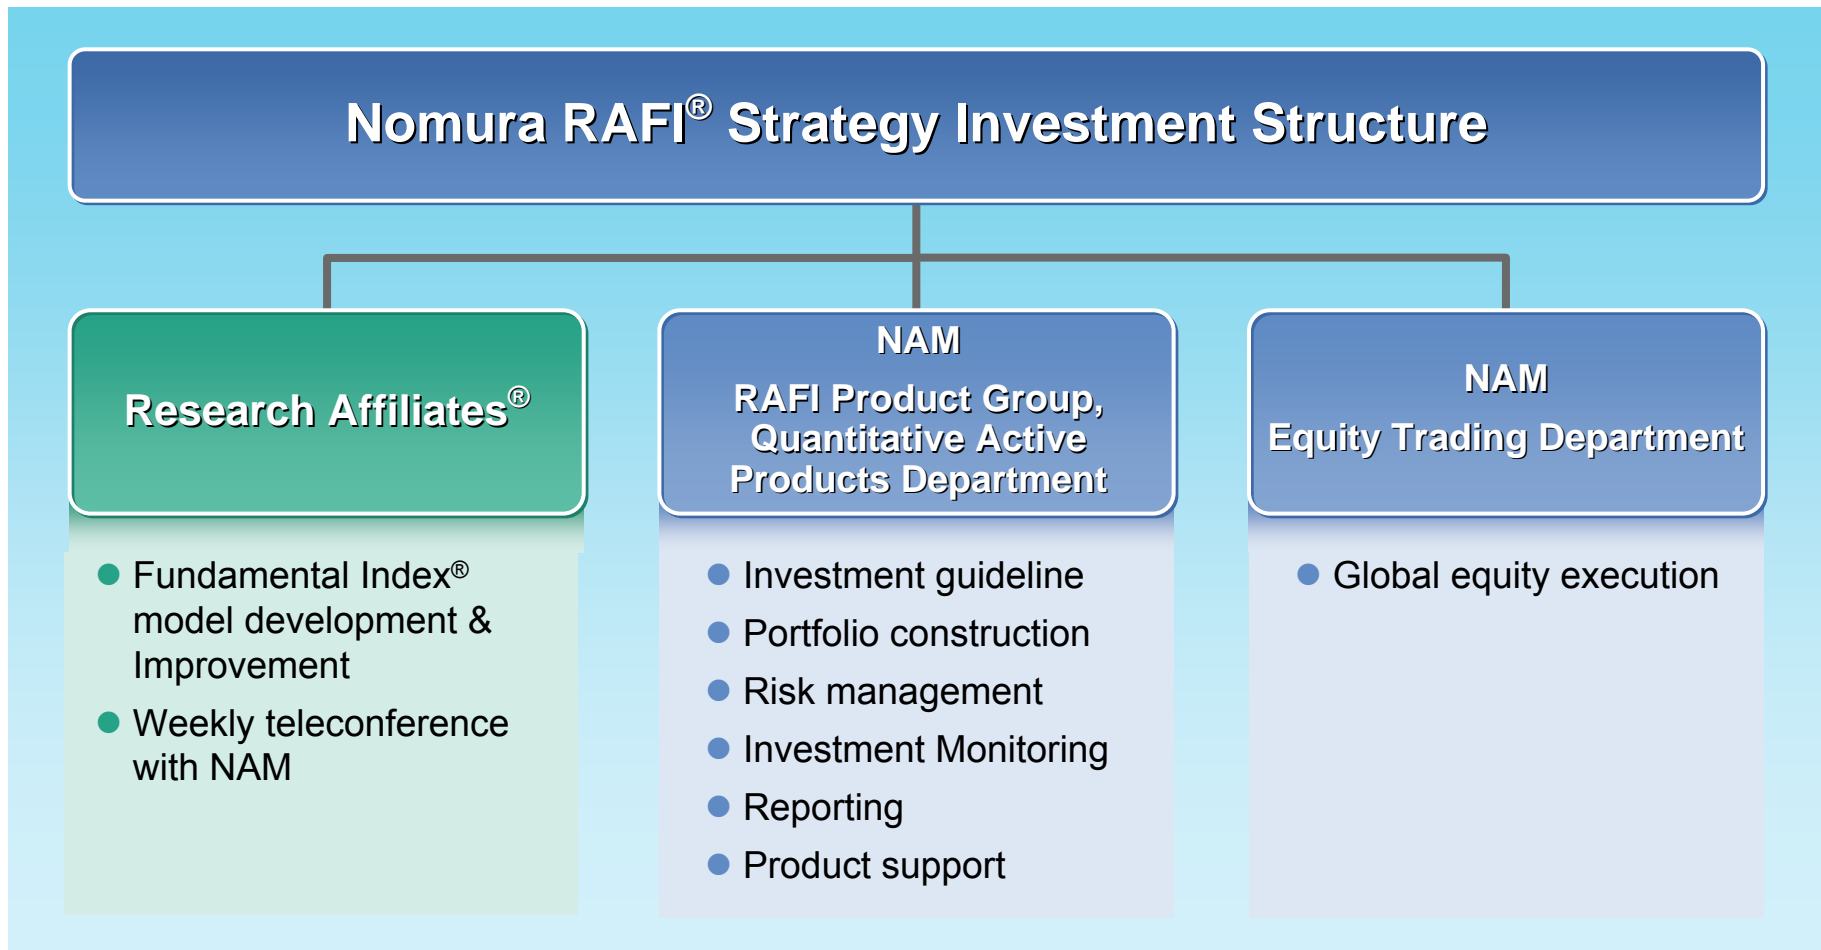 Nomura RAFI® Strategy Investment Structure
Research Affiliates®
● Fundamental Index®
model development &
Improvement
● Weekly teleconference
with NAM
NAM
RAFI Product Group,
Quantitative Active
Products Department
● Investment guideline
● Portfolio construction
● Risk management
● Investment Monitoring
● Reporting
● Product support
NAM
Equity Trading Department
● Global equity execution